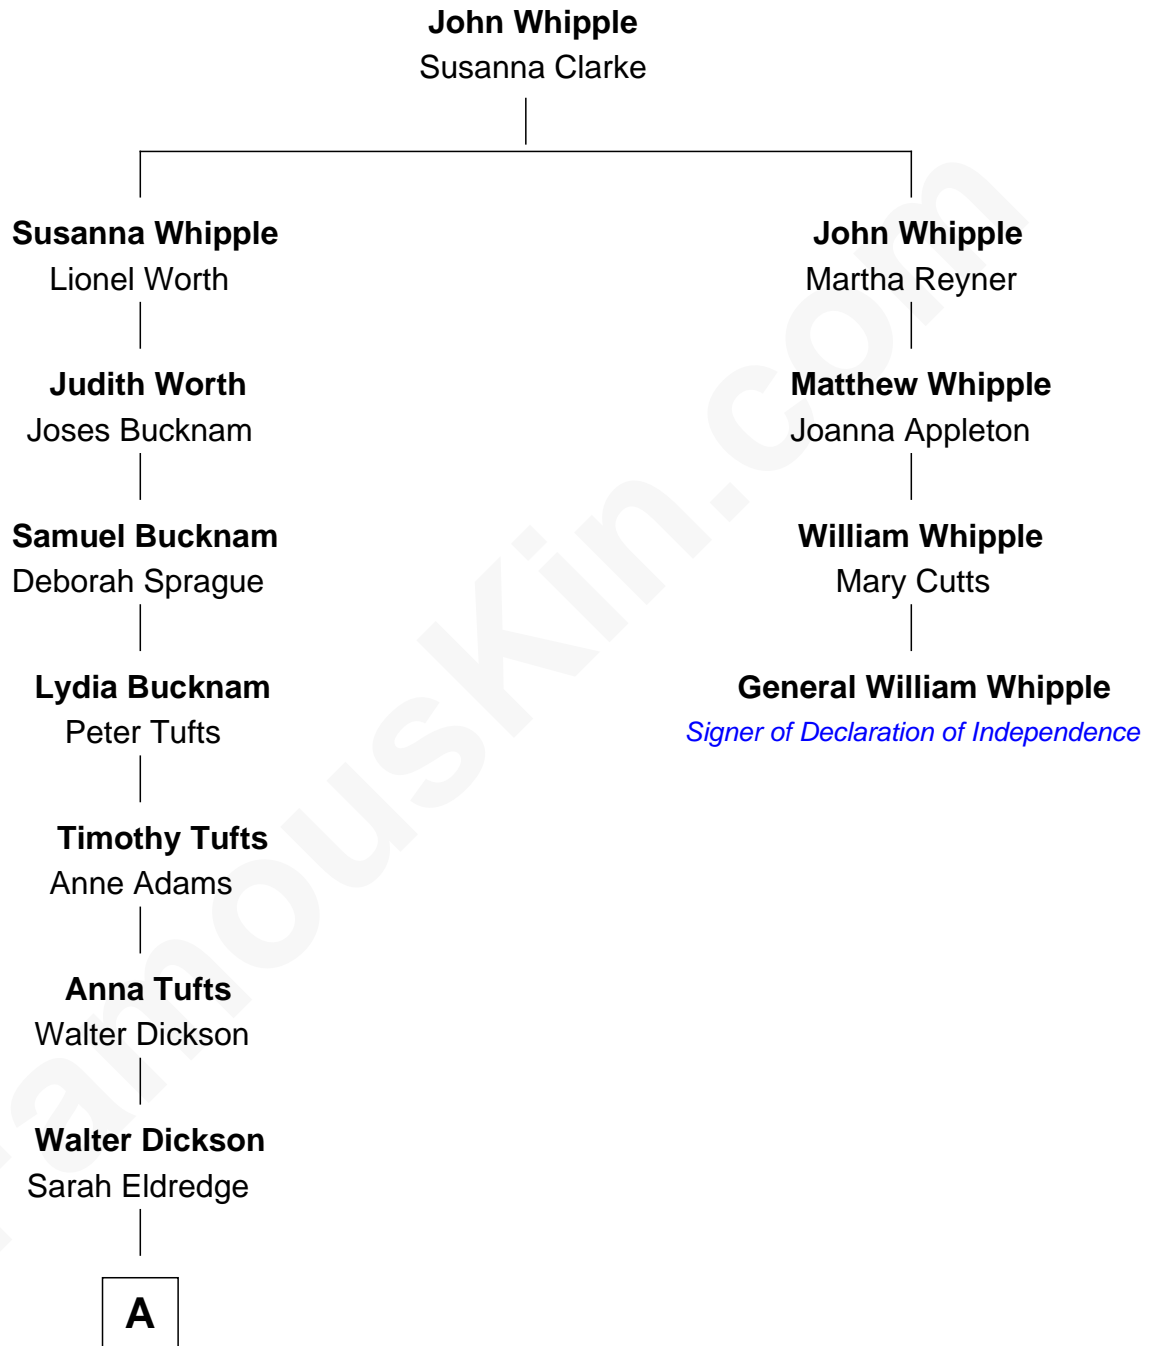 John Whipple
Susanna Clarke
Susanna Whipple
Lionel Worth
John Whipple
Martha Reyner
Judith Worth
Joses Bucknam
Matthew Whipple
Joanna Appleton
Samuel Bucknam
Deborah Sprague
William Whipple
Mary Cutts
Lydia Bucknam
Peter Tufts
General William Whipple
Signer of Declaration of Independence
Timothy Tufts
Anne Adams
Anna Tufts
Walter Dickson
Walter Dickson
Sarah Eldredge
A
FamousKin.com